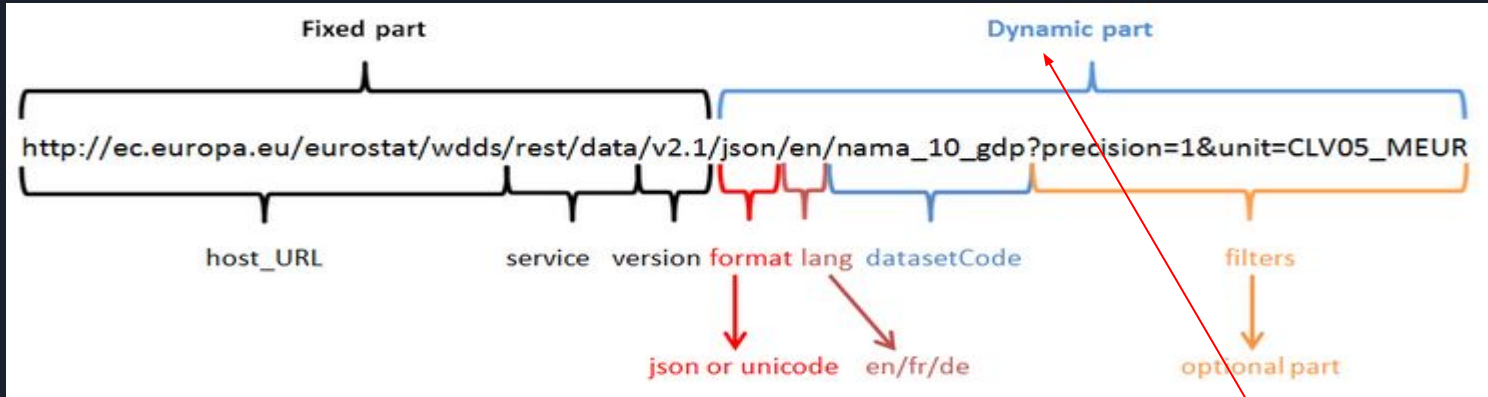 Fixed part Dynamic part
http://ec.europa.eu/eurostat/wdds/rest/data/v2.1/json/en/nama_10_gdp?precision=1&unit=CLV05_MEUR
host_URL service version format lang datasetCode filters
json or unicode en/fr/de optional part